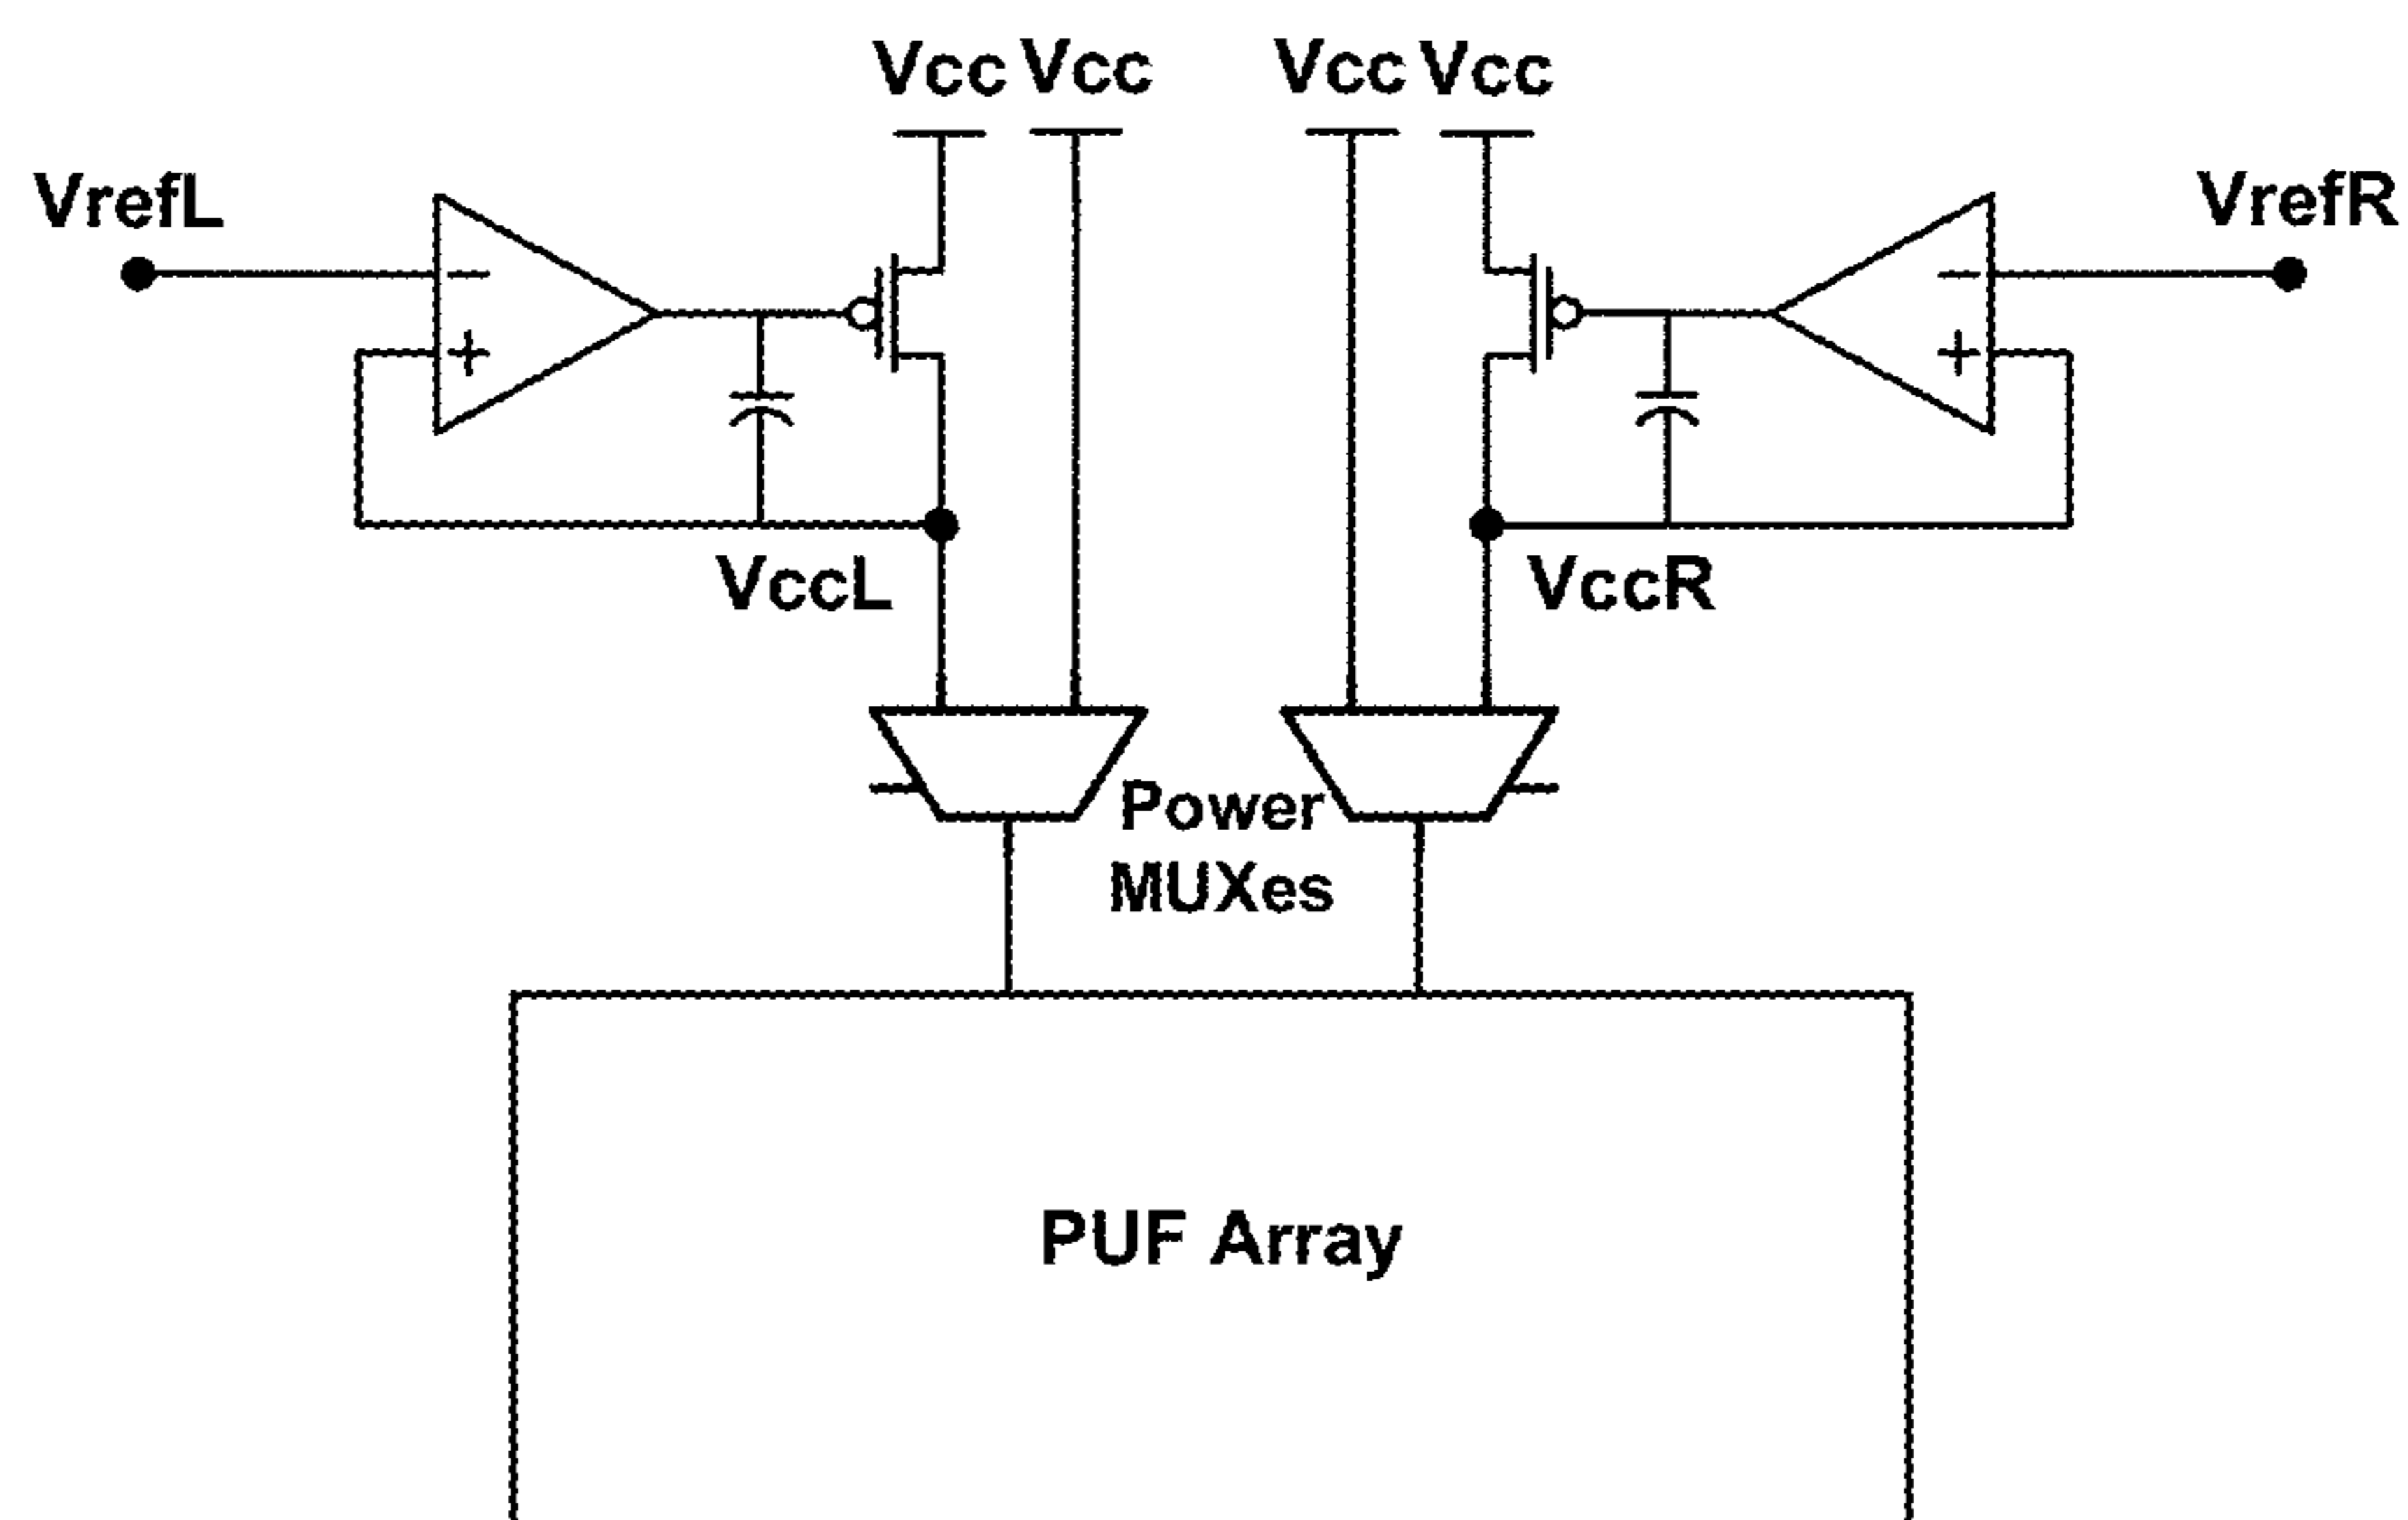 Vcc Vcc Vcc Vcc
VrefL VrefR
− −
+ +
VccL VccR
Power
MUXes
PUF Array